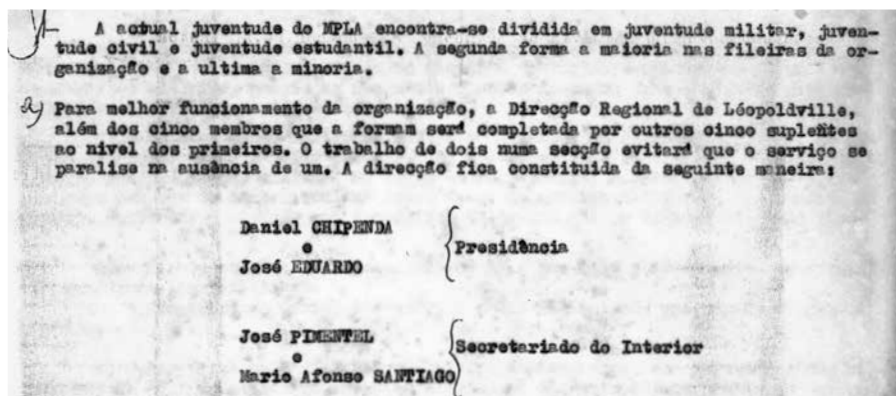 A actual juventude do MPLA encontra-se dividida em juventude militar, juven-
tude civil e juventude estudantil. A segunda forma a maioria nas fileiras da or-
ganização e a ultima a minoria.
a) Para melhor funcionamento da organização, a Direcção Regional de Léopoldville,
além dos cinco membros que a formam será completada por outros cinco suplentes
ao nivel dos primeiros. O trabalho de dois numa secção evitará que o serviço se
paralise na ausência de um. A direcção fica constituida da seguinte maneira:
Daniel CHIPENDA
e
José EDUARDO
Presidência
José PIMENTEL
e
Mario Afonso SANTIAGO
Secretariado do Interior